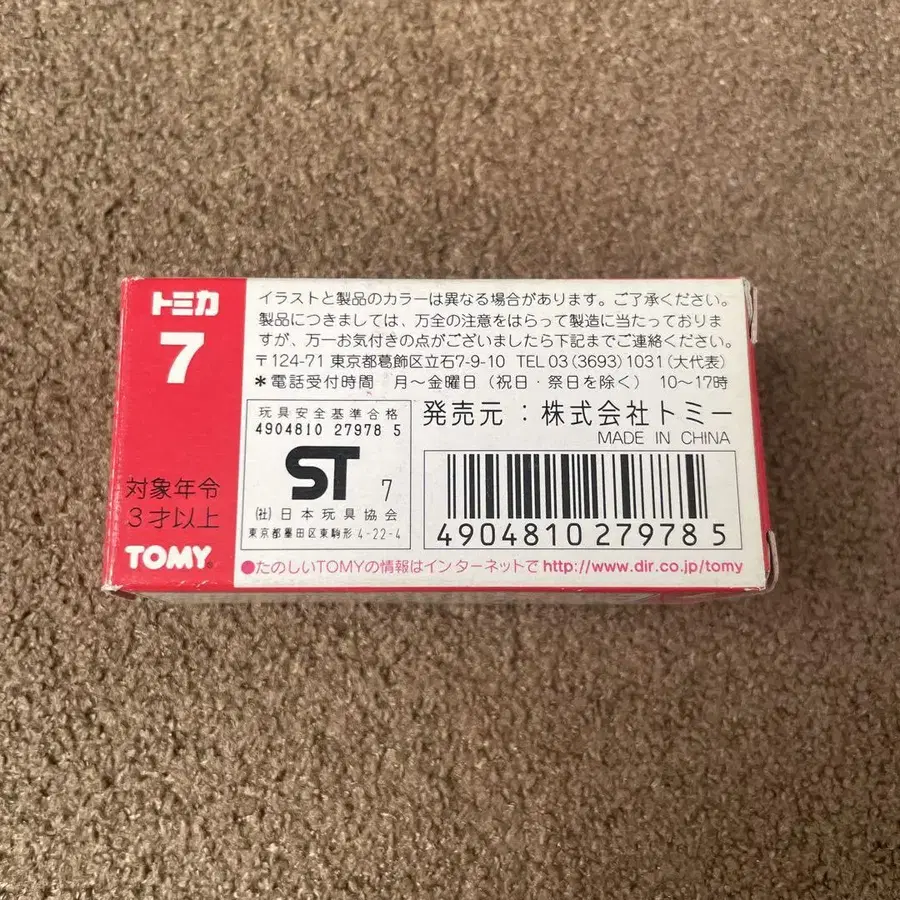 トミカ
7
対象年令
3才以上
TOMY
イラストと製品のカラーは異なる場合があります。ご了承ください。
製品につきましては、万全の注意をはらって製造に当たっておりま
すが、万一お気付きの点がございましたら下記までご連絡ください。
〒124-71 東京都葛飾区立石7-9-10 TEL 03(3693)1031(大代表)
＊電話受付時間 月〜金曜日(祝日・祭日を除く) 10〜17時
玩具安全基準合格
4904810 27978 5
ST 7
(社)日本玩具協会
東京都墨田区東駒形 4-22-4
発売元:株式会社トミー
MADE IN CHINA
4904810 279785
●たのしいTOMYの情報はインターネットで http://www.dir.co.jp/tomy